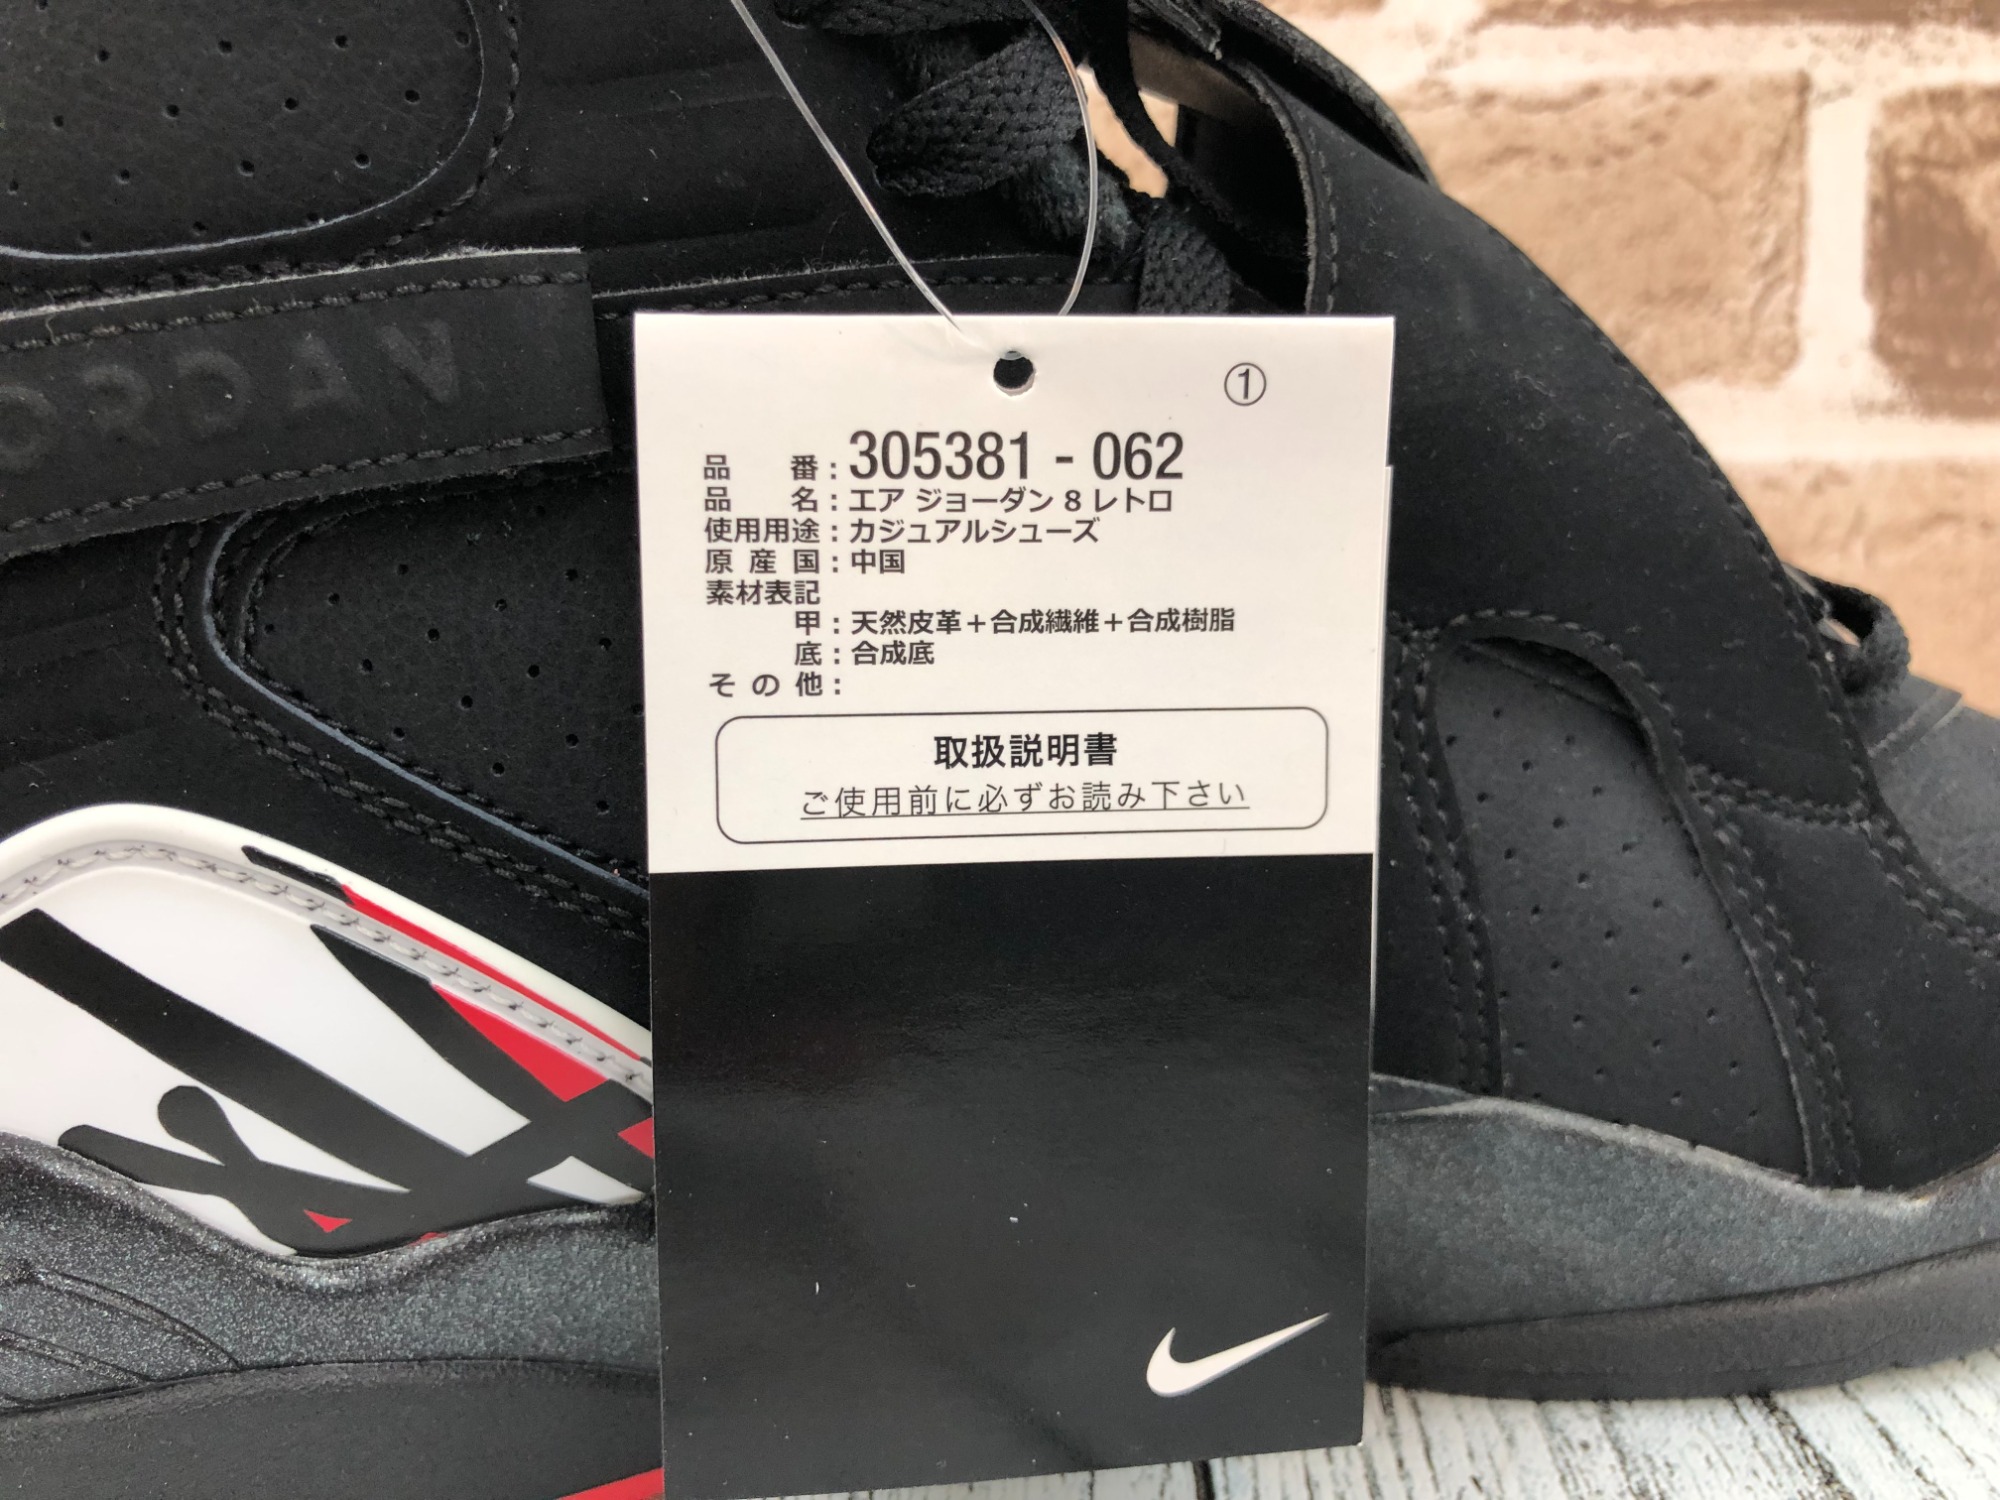 JORDAN
①
品番：305381-062
品名：エア ジョーダン 8 レトロ
使用用途：カジュアルシューズ
原産国：中国
素材表記
甲：天然皮革＋合成繊維＋合成樹脂
底：合成底
その他：
取扱説明書
ご使用前に必ずお読み下さい